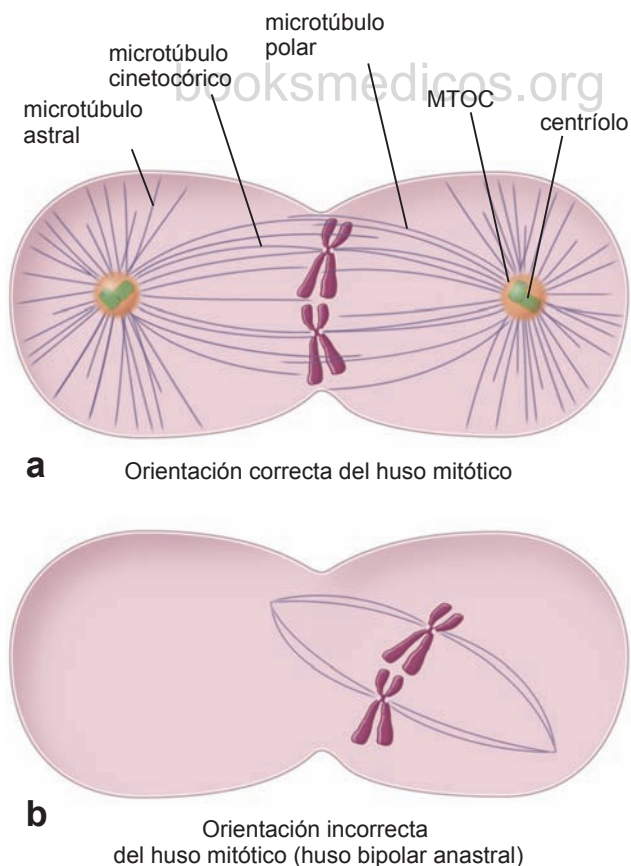 microtúbulo
polar
microtúbulo
cinetocórico
booksmedicos.org
MTOC
centríolo
microtúbulo
astral
a
Orientación correcta del huso mitótico
b
Orientación incorrecta
del huso mitótico (huso bipolar anastral)